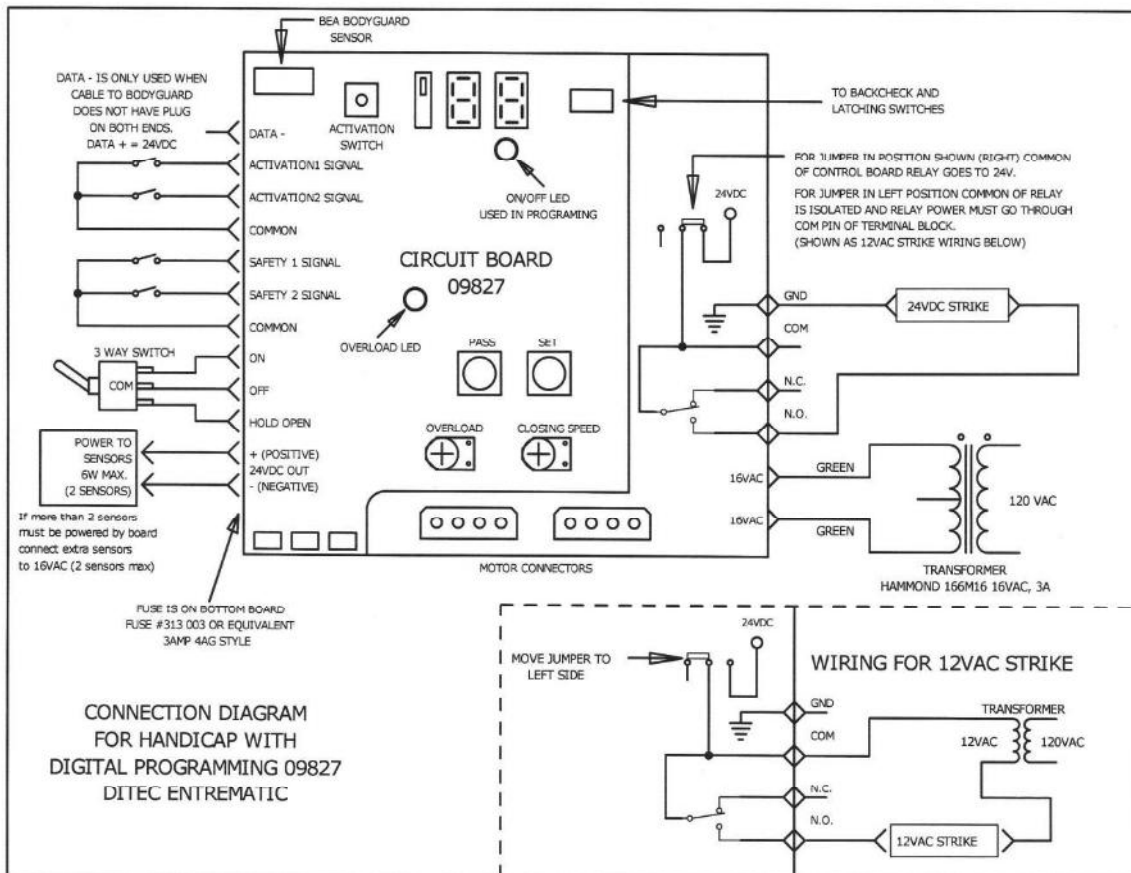 BEA BODYGUARD
SENSOR
DATA - IS ONLY USED WHEN
CABLE TO BODYGUARD
DOES NOT HAVE PLUG
ON BOTH ENDS.
DATA + = 24VDC
DATA -
ACTIVATION
SWITCH
TO BACKCHECK AND
LATCHING SWITCHES
ACTIVATION1 SIGNAL
ACTIVATION2 SIGNAL
COMMON
ON/OFF LED
USED IN PROGRAMING
24VDC
FOR JUMPER IN POSITION SHOWN (RIGHT) COMMON
OF CONTROL BOARD RELAY GOES TO 24V.
FOR JUMPER IN LEFT POSITION COMMON OF RELAY
IS ISOLATED AND RELAY POWER MUST GO THROUGH
COM PIN OF TERMINAL BLOCK.
(SHOWN AS 12VAC STRIKE WIRING BELOW)
SAFETY 1 SIGNAL
SAFETY 2 SIGNAL
COMMON
CIRCUIT BOARD
09827
OVERLOAD LED
GND
24VDC STRIKE
COM
3 WAY SWITCH
COM
ON
OFF
HOLD OPEN
PASS
SET
N.C.
N.O.
POWER TO
SENSORS
6W MAX.
(2 SENSORS)
+ (POSITIVE)
24VDC OUT
- (NEGATIVE)
OVERLOAD
CLOSING SPEED
16VAC
GREEN
16VAC
GREEN
120 VAC
If more than 2 sensors
must be powered by board
connect extra sensors
to 16VAC (2 sensors max)
MOTOR CONNECTORS
TRANSFORMER
HAMMOND 166M16 16VAC, 3A
FUSE IS ON BOTTOM BOARD
FUSE #313 003 OR EQUIVALENT
3AMP 4AG STYLE
CONNECTION DIAGRAM
FOR HANDICAP WITH
DIGITAL PROGRAMMING 09827
DITEC ENTREMATIC
24VDC
MOVE JUMPER TO
LEFT SIDE
WIRING FOR 12VAC STRIKE
GND
COM
TRANSFORMER
12VAC
120VAC
N.C.
N.O.
12VAC STRIKE